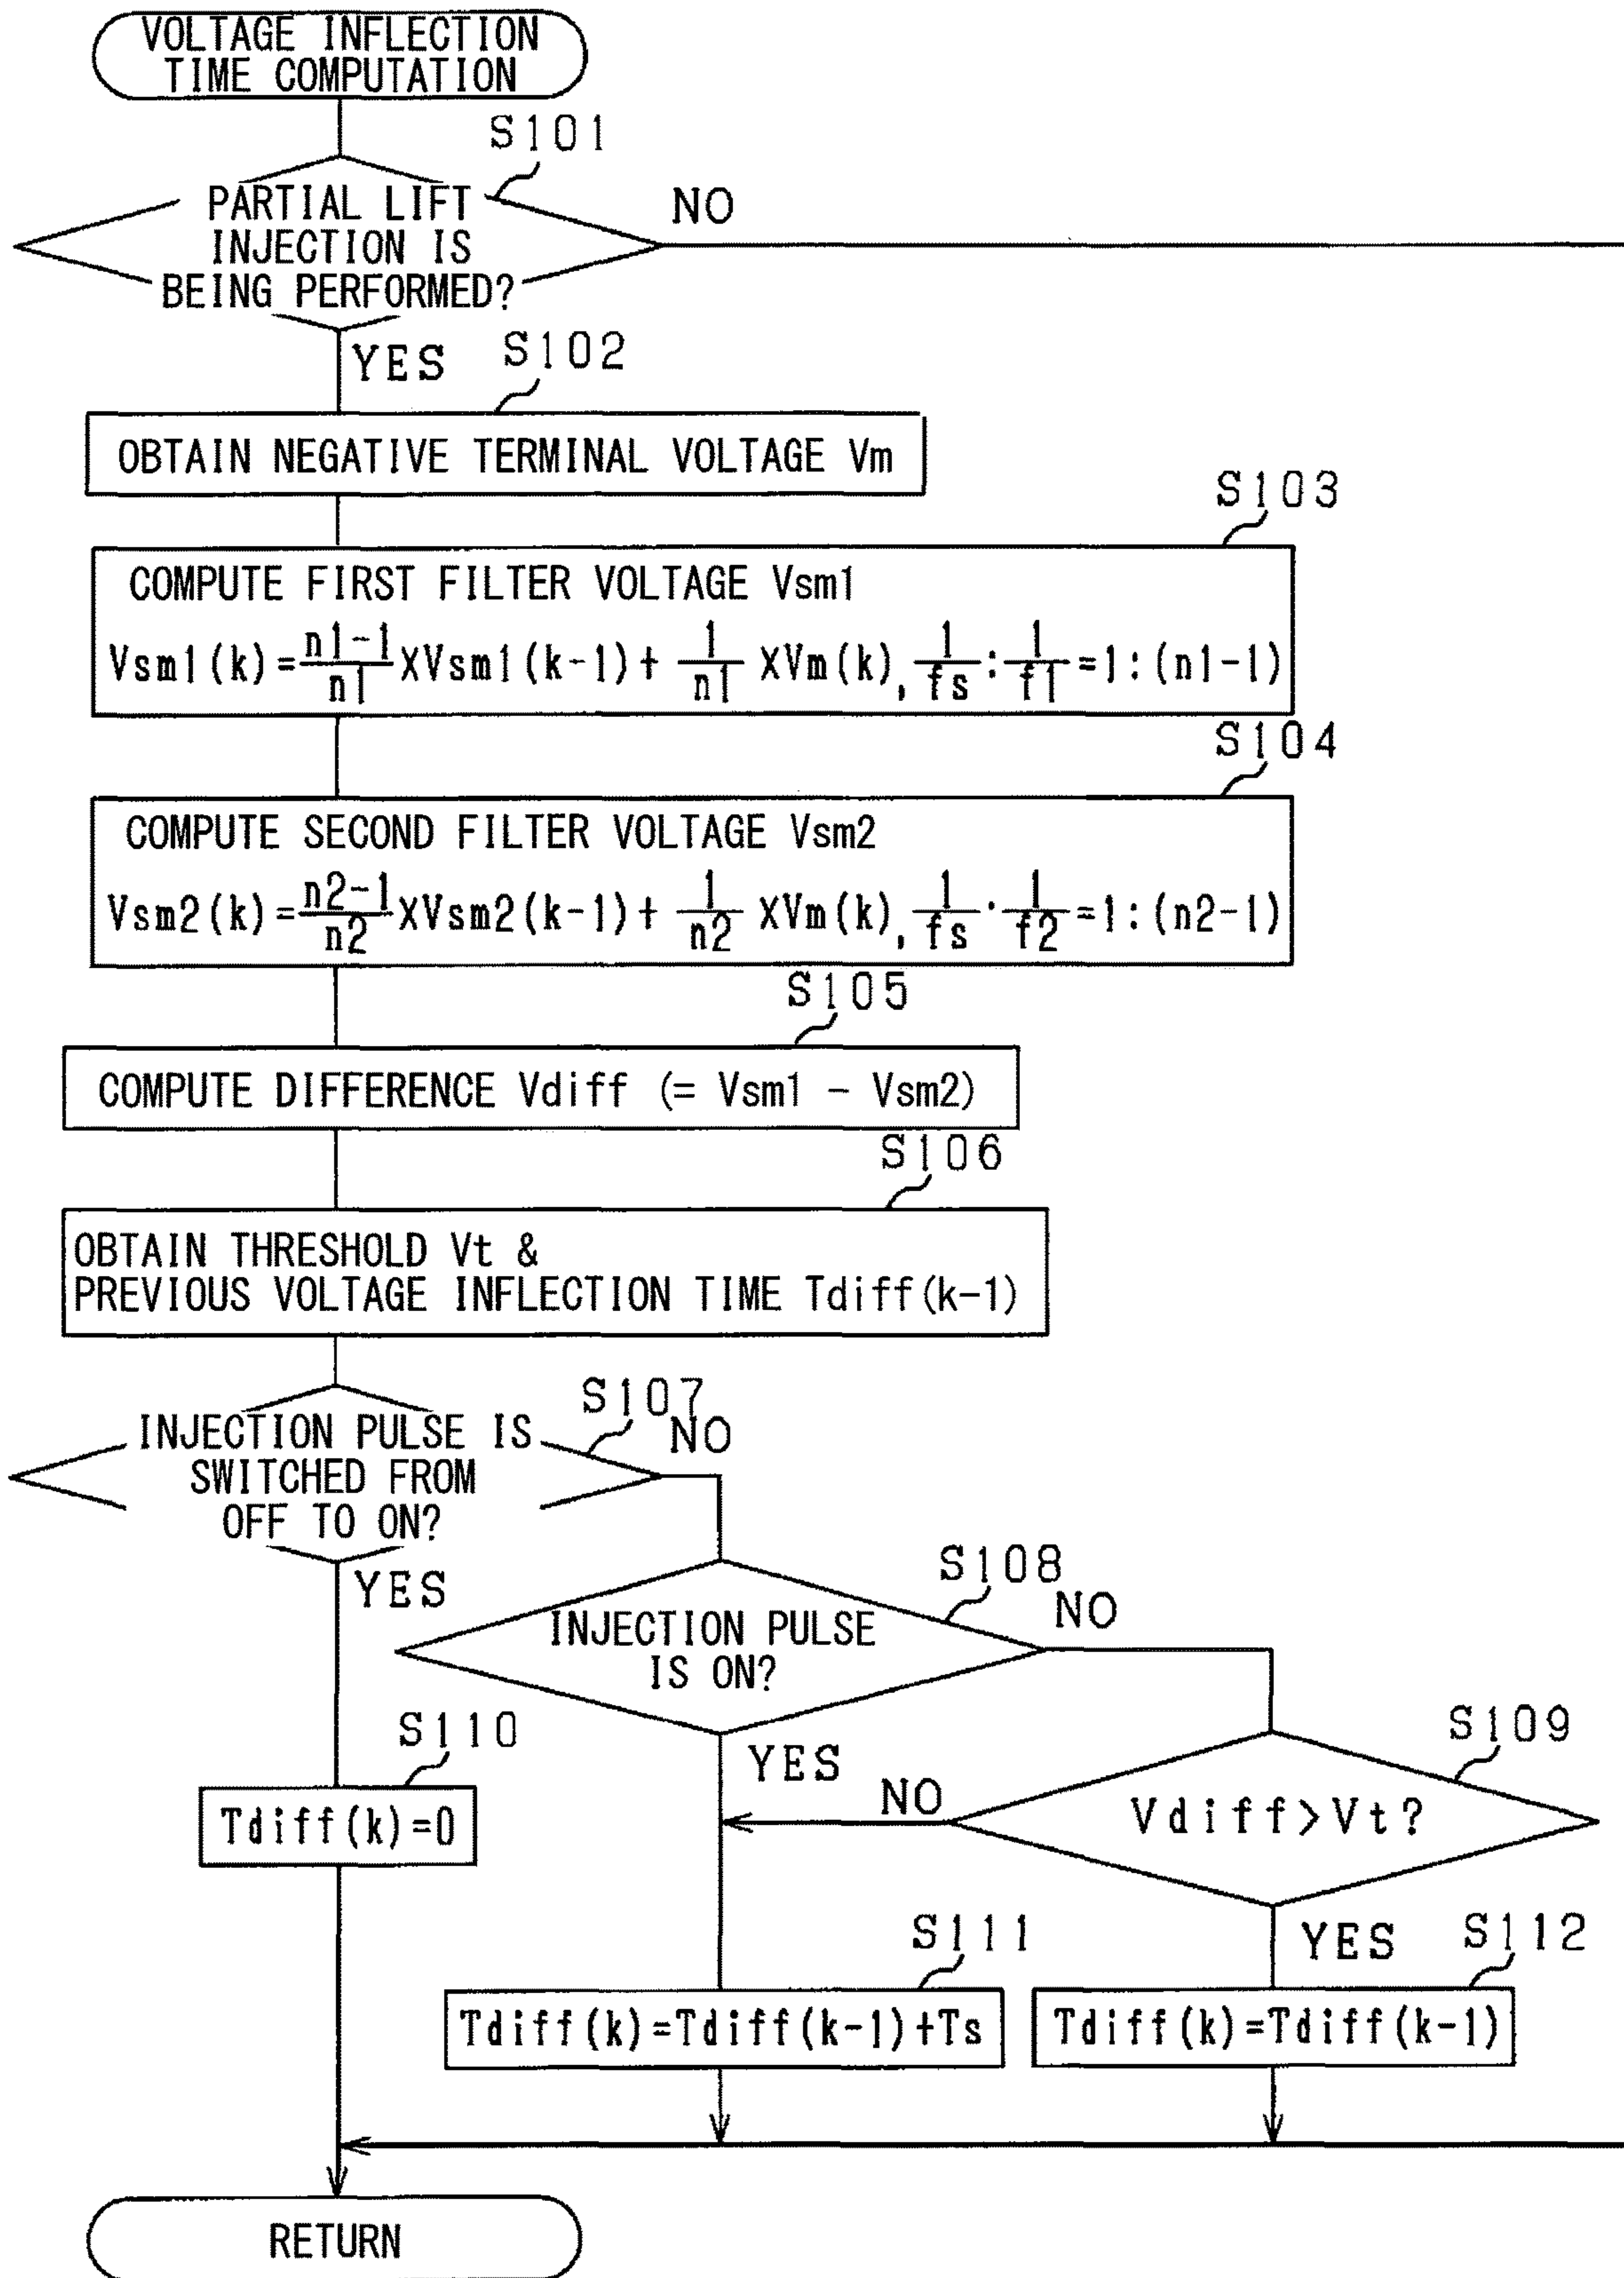 VOLTAGE INFLECTION
TIME COMPUTATION
S101
PARTIAL LIFT
INJECTION IS
BEING PERFORMED?
NO
YES
S102
OBTAIN NEGATIVE TERMINAL VOLTAGE Vm
S103
COMPUTE FIRST FILTER VOLTAGE Vsm1
Vsm1(k)=n1-1/n1 XVsm1(k-1)+ 1/n1 XVm(k), 1/fs : 1/f1 =1:(n1-1)
S104
COMPUTE SECOND FILTER VOLTAGE Vsm2
Vsm2(k)=n2-1/n2 XVsm2(k-1)+ 1/n2 XVm(k), 1/fs · 1/f2 =1:(n2-1)
S105
COMPUTE DIFFERENCE Vdiff (= Vsm1 - Vsm2)
S106
OBTAIN THRESHOLD Vt &
PREVIOUS VOLTAGE INFLECTION TIME Tdiff(k-1)
S107
INJECTION PULSE IS
SWITCHED FROM
OFF TO ON?
NO
YES
S108
INJECTION PULSE
IS ON?
NO
YES
S109
Vdiff>Vt?
NO
YES
S110
Tdiff(k)=0
S111
Tdiff(k)=Tdiff(k-1)+Ts
S112
Tdiff(k)=Tdiff(k-1)
RETURN